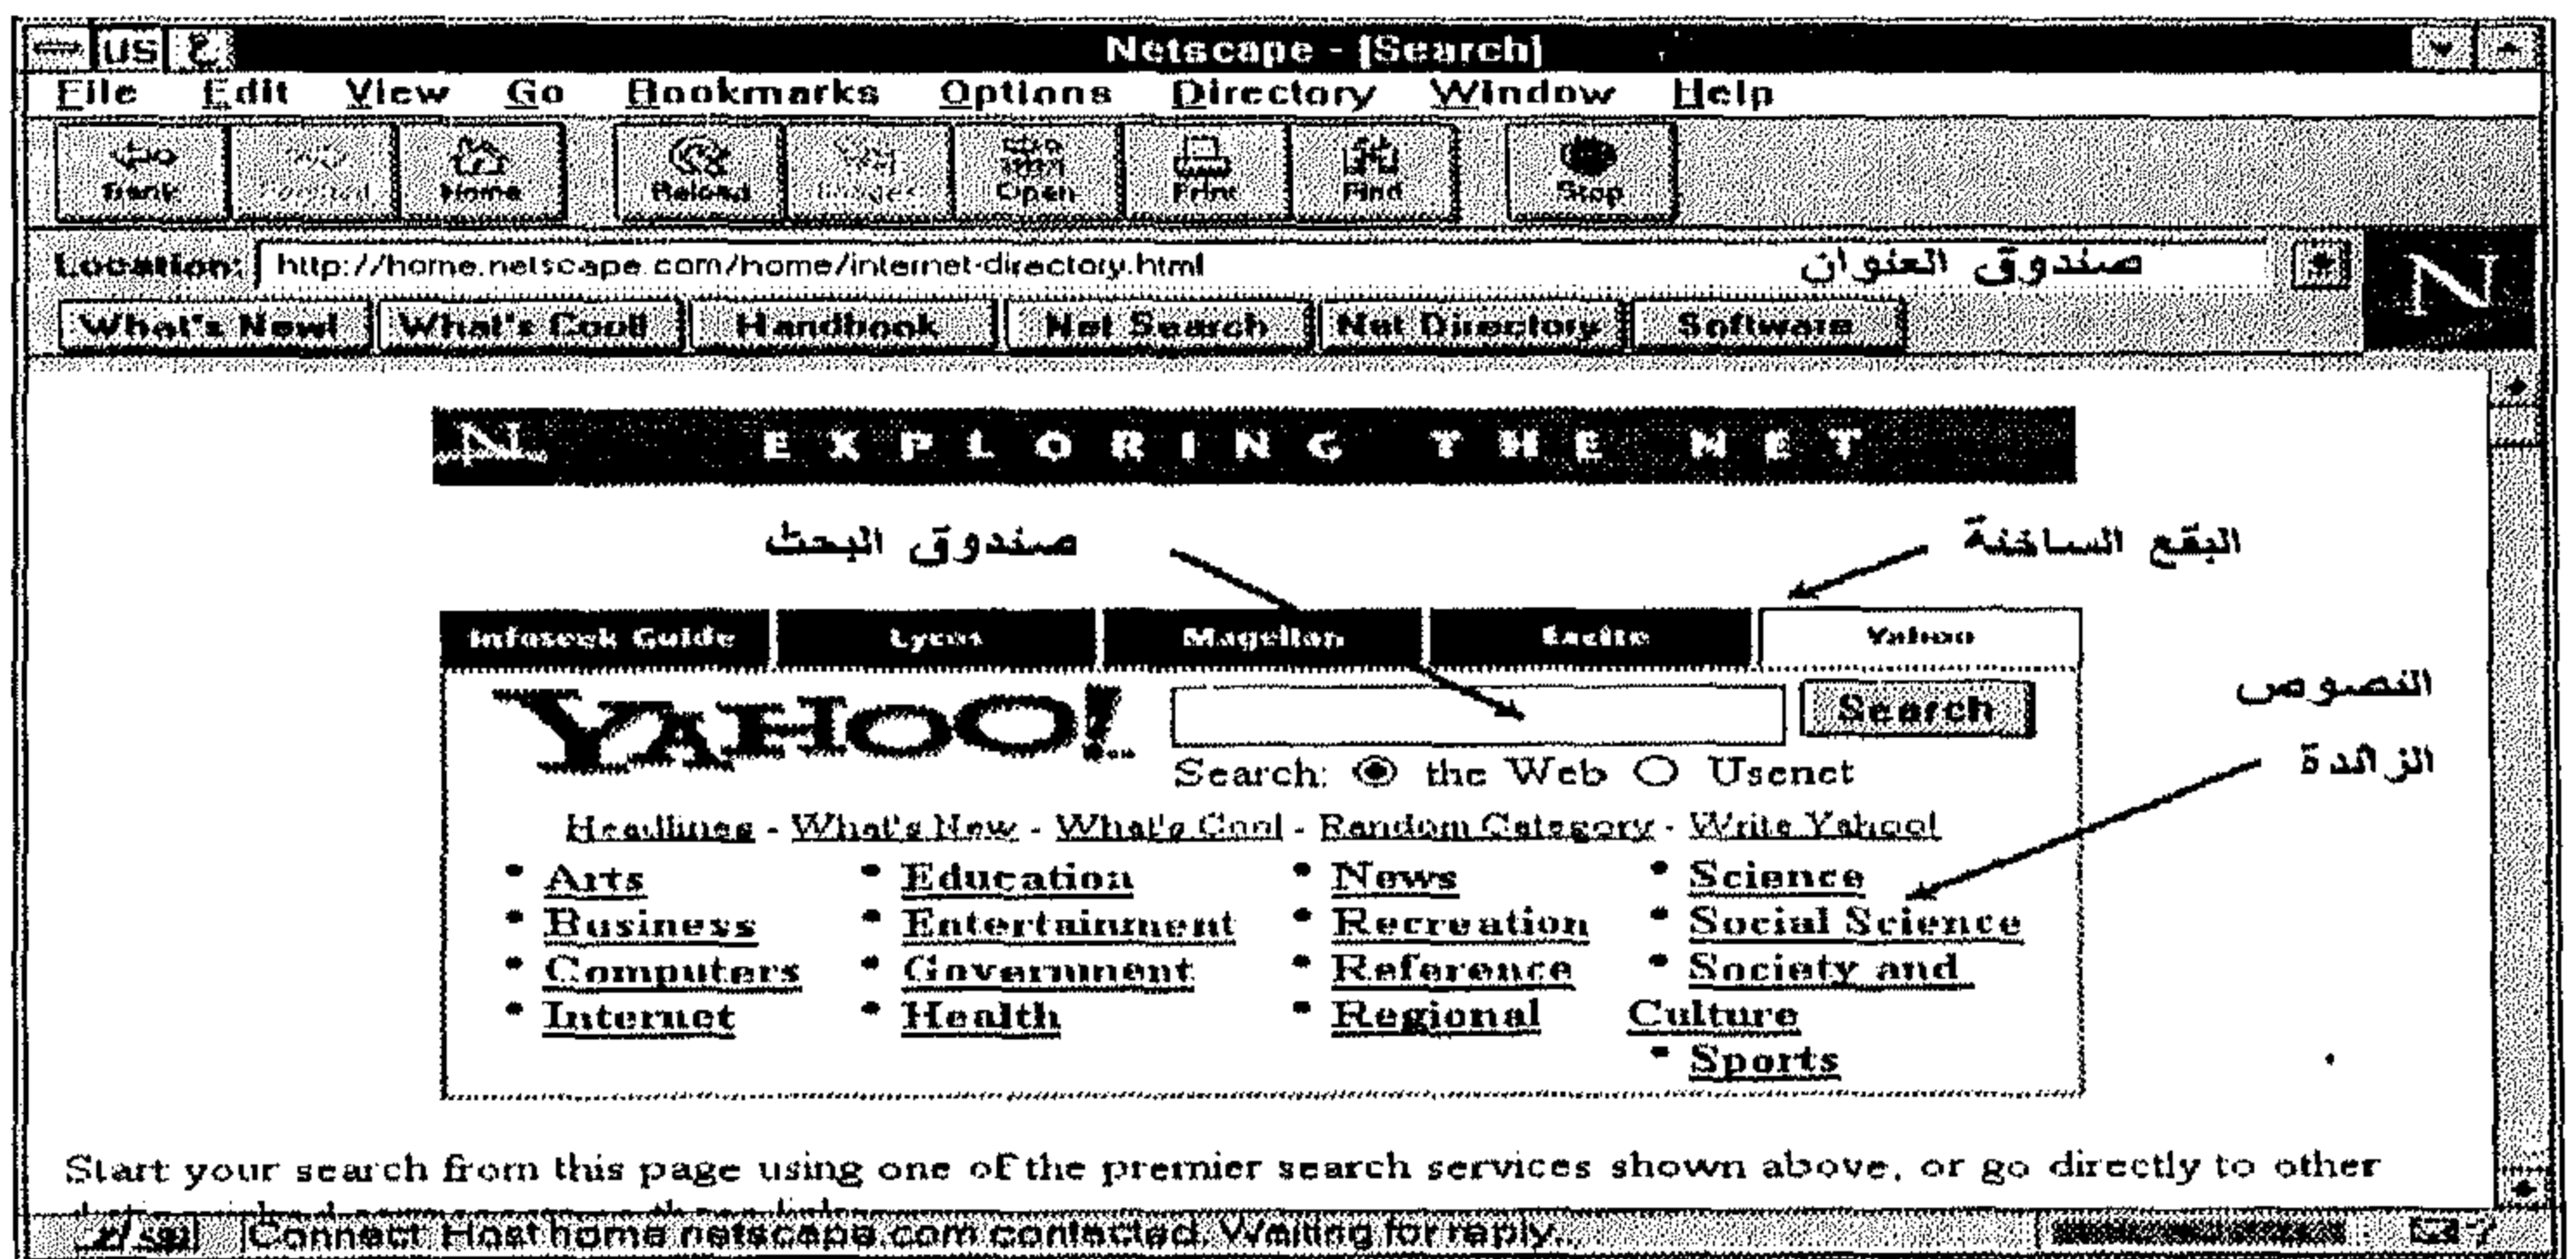 US ع Netscape - [Search]
File Edit View Go Bookmarks Options Directory Window Help
Back Forward Home Reload Images Open Print Find Stop
Location: http://home.netscape.com/home/internet-directory.html صندوق العنوان
N
What's New! What's Cool! Handbook Net Search Net Directory Software
N EXPLORING THE NET
صندوق البحث
البقع الساخنة
Infoseek Guide Lycos Magellan Excite Yahoo
النصوص
الزائدة
YAHOO! Search
Search: the Web Usenet
Headlines - What's New - What's Cool - Random Category - Write Yahoo!
Arts Education News Science
Business Entertainment Recreation Social Science
Computers Government Reference Society and
Internet Health Regional Culture
Sports
Start your search from this page using one of the premier search services shown above, or go directly to other
Connect: Host home.netscape.com contacted. Waiting for reply...